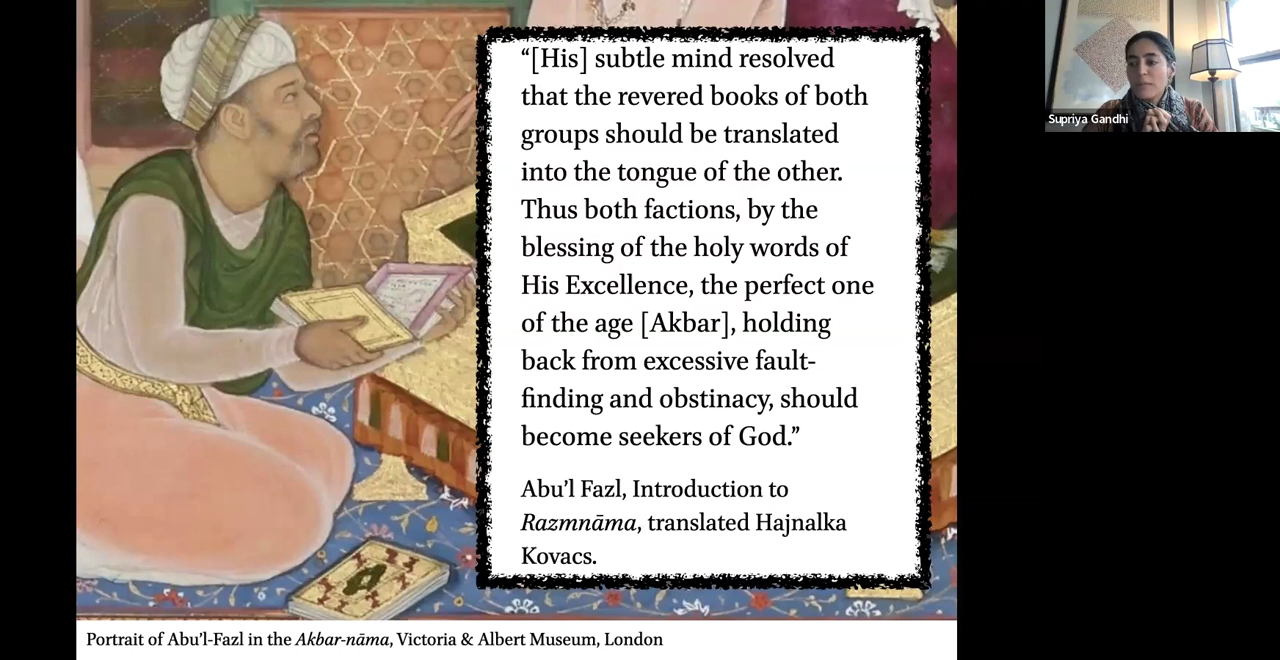 “[His] subtle mind resolved
that the revered books of both
groups should be translated
into the tongue of the other.
Thus both factions, by the
blessing of the holy words of
His Excellence, the perfect one
of the age [Akbar], holding
back from excessive fault-
finding and obstinacy, should
become seekers of God.”
Abu’l Fazl, Introduction to
Razmnāma, translated Hajnalka
Kovacs.
Portrait of Abu’l-Fazl in the Akbar-nāma, Victoria & Albert Museum, London
Supriya Gandhi